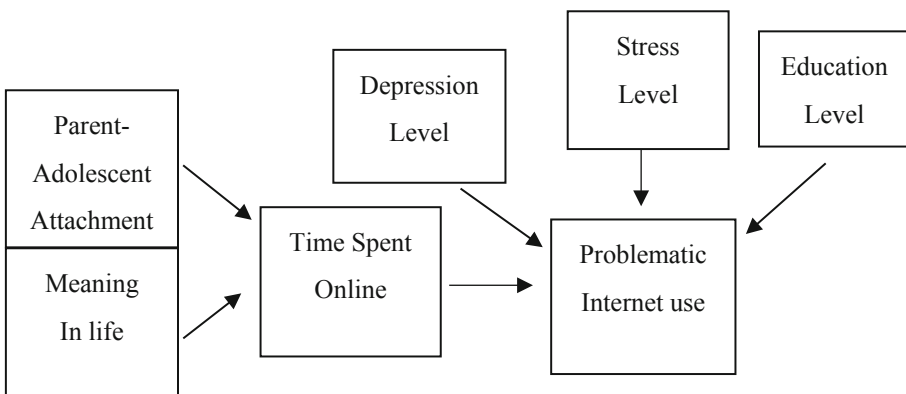 Parent-
Adolescent
Attachment
Meaning
In life
Time Spent
Online
Depression
Level
Stress
Level
Education
Level
Problematic
Internet use